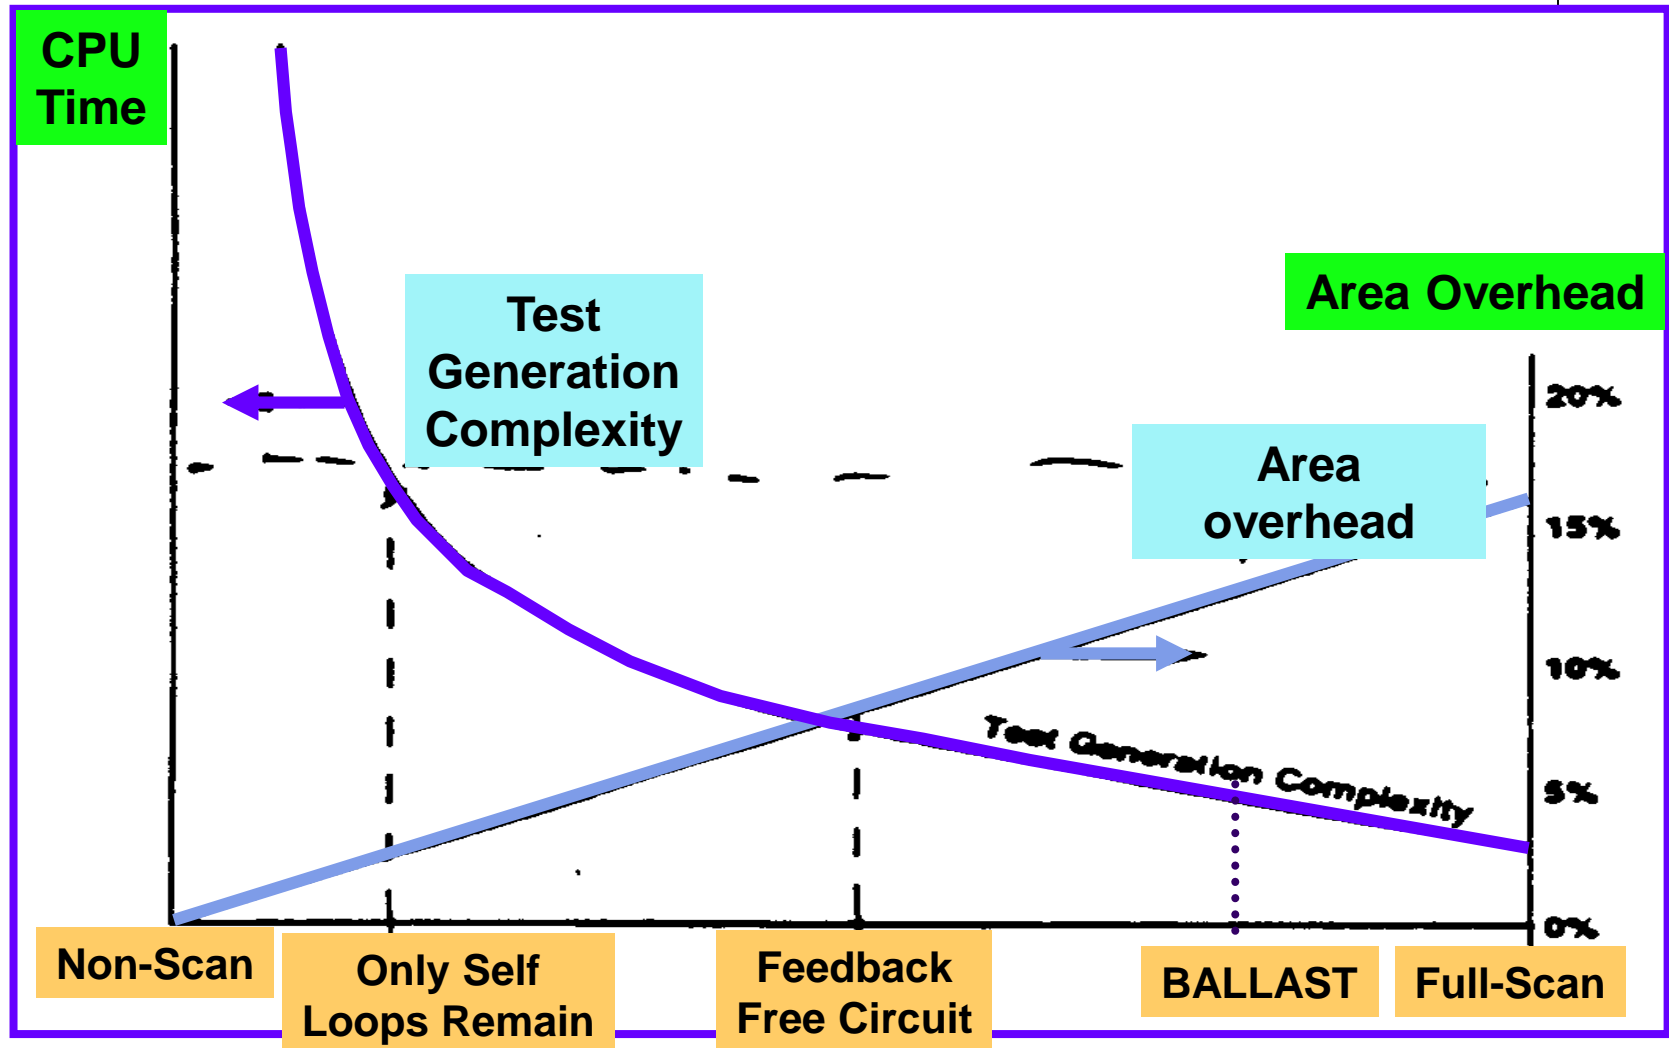 CPU
Time
Test
Generation
Complexity
Area Overhead
20%
Area
overhead
15%
10%
Test Generation Complexity
5%
0%
Non-Scan
Only Self
Loops Remain
Feedback
Free Circuit
BALLAST
Full-Scan